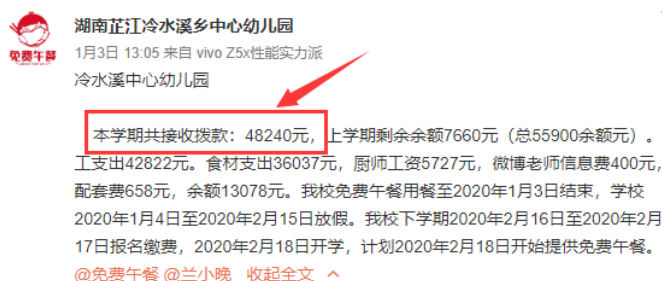 湖南芷江冷水溪乡中心幼儿园
1月3日 13:05 来自 vivo Z5x性能实力派
免费午餐
冷水溪中心幼儿园
本学期共接收拨款：48240元，上学期剩余余额7660元（总55900余额元）。
工支出42822元。食材支出36037元，厨师工资5727元，微博老师信息费400元，
配套费658元，余额13078元。我校免费午餐用餐至2020年1月3日结束，学校
2020年1月4日至2020年2月15日放假。我校下学期2020年2月16日至2020年2月
17日报名缴费，2020年2月18日开学，计划2020年2月18日开始提供免费午餐。
@免费午餐 @兰小晚 收起全文